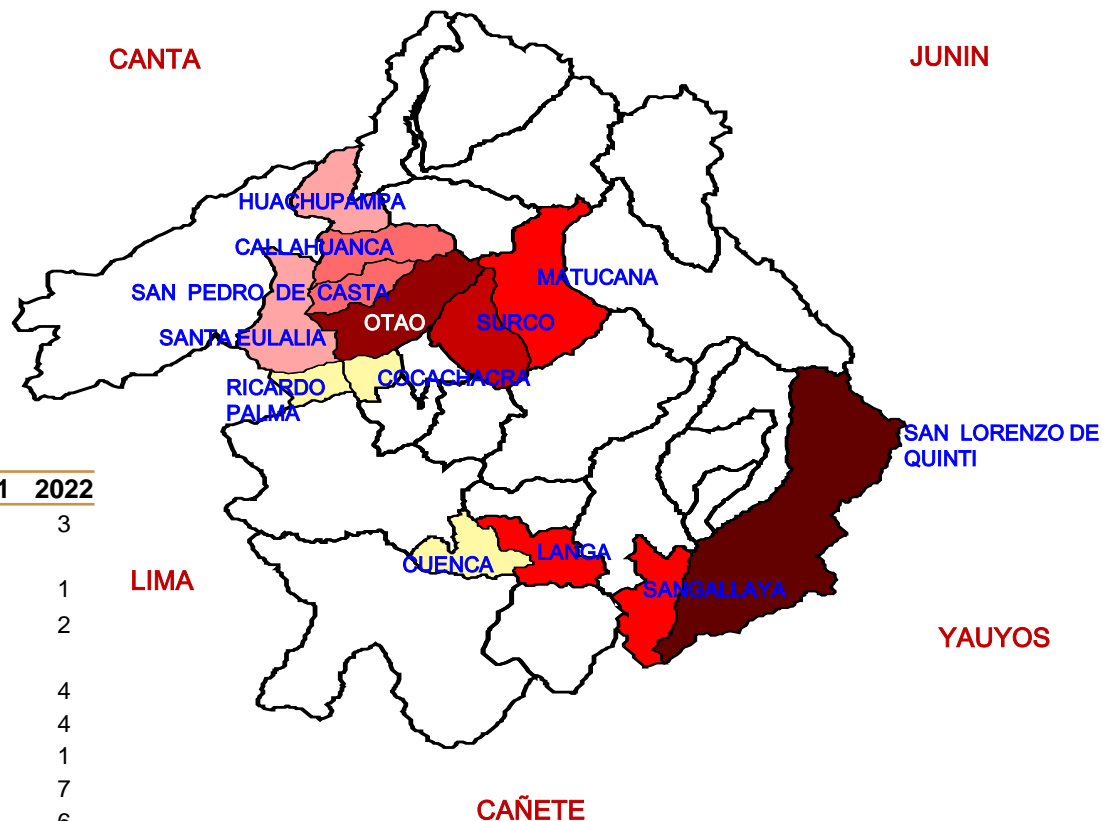 CANTA
JUNIN
HUACHUPAMPA
CALLAHUANCA
MATUCANA
SAN PEDRO DE CASTA
OTAO
SURCO
SANTA EULALIA
COCACHACRA
RICARDO
PALMA
SAN LORENZO DE
QUINTI
1 2022
3
CUENCA
LANGA
LIMA
1
SANGALLAYA
2
YAUYOS
4
4
1
7
CAÑETE